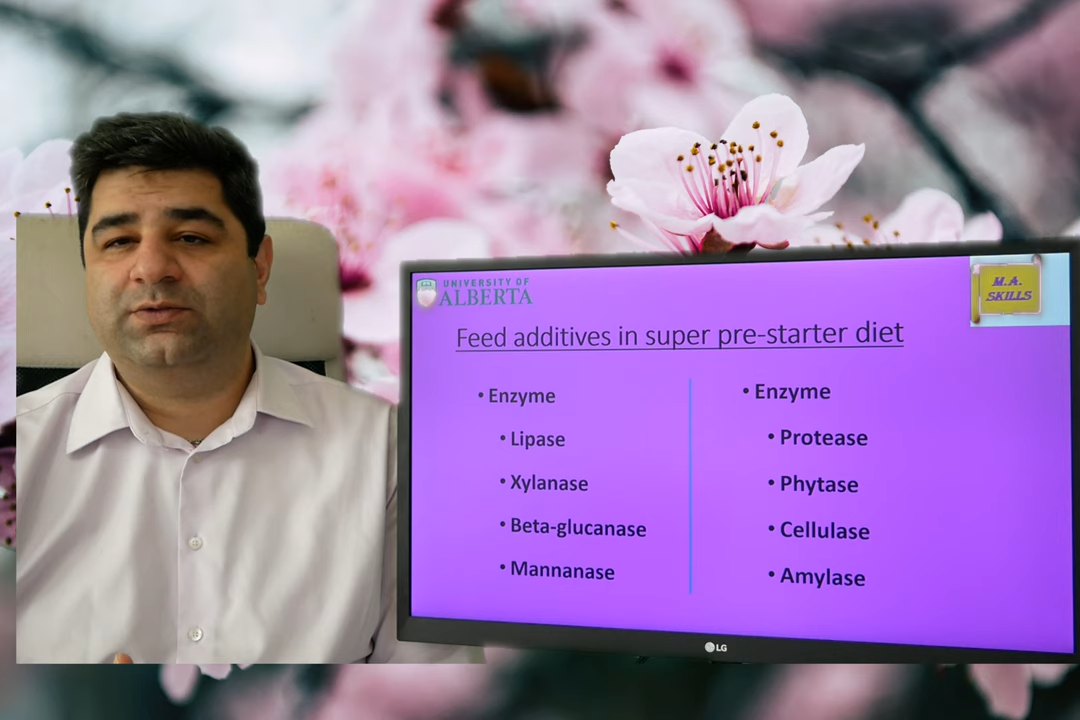 UNIVERSITY OF
ALBERTA
M.A.
SKILLS
Feed additives in super pre-starter diet
• Enzyme
• Lipase
• Xylanase
• Beta-glucanase
• Mannanase
• Enzyme
• Protease
• Phytase
• Cellulase
• Amylase
LG